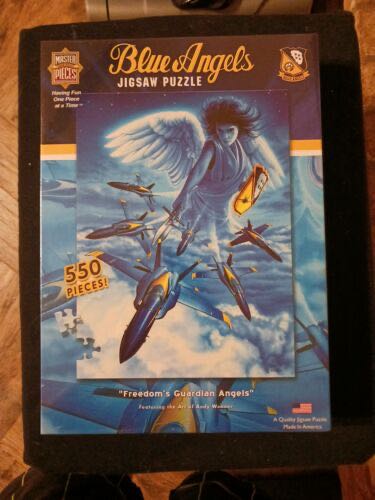 MASTER
PIECES
Having Fun
One Piece
at a Time
Blue Angels
JIGSAW PUZZLE
550
PIECES!
"Freedom's Guardian Angels"
Featuring the Art of Andy Wenner
A Quality Jigsaw Puzzle
Made In America